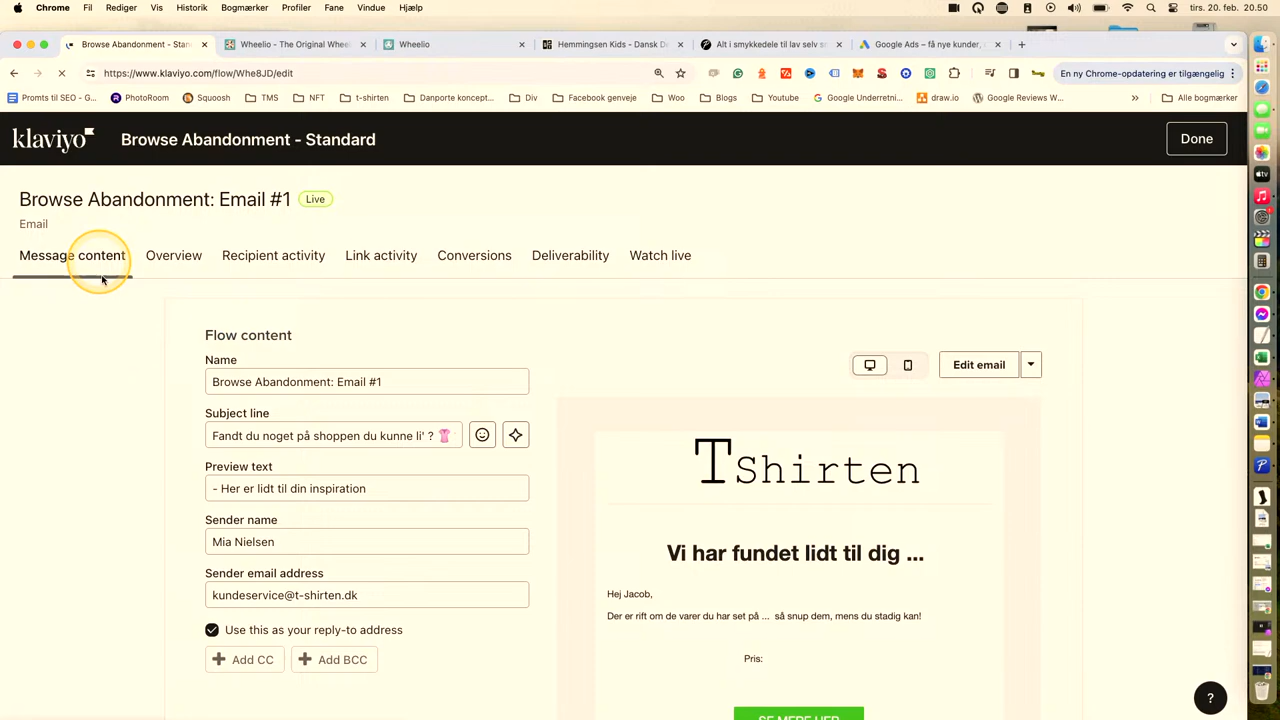 Chrome Fil Rediger Vis Historik Bogmærker Profiler Fane Vindue Hjælp tirs. 20. feb. 20.50
Browse Abandonment - Stan Wheelio - The Original Whee Wheelio Hemmingsen Kids - Dansk De Alt i smykkedele til lav selv s Google Ads – få nye kunder,
https://www.klaviyo.com/flow/Whe8JD/edit En ny Chrome-opdatering er tilgængelig
Promts til SEO - G... PhotoRoom Squoosh TMS NFT t-shirten Danporte koncept... Div Facebook genveje Woo Blogs Youtube Google Underretni... draw.io Google Reviews W... Alle bogmærker
klaviyo Browse Abandonment - Standard Done
Browse Abandonment: Email #1 Live
Email
Message content Overview Recipient activity Link activity Conversions Deliverability Watch live
Flow content
Name
Browse Abandonment: Email #1
Edit email
Subject line
Fandt du noget på shoppen du kunne li' ? 👚
Preview text
- Her er lidt til din inspiration
Sender name
Mia Nielsen
Sender email address
kundeservice@t-shirten.dk
Use this as your reply-to address
Add CC Add BCC
TShirten
Vi har fundet lidt til dig ...
Hej Jacob,
Der er rift om de varer du har set på ... så snup dem, mens du stadig kan!
Pris:
SE MERE HER
?